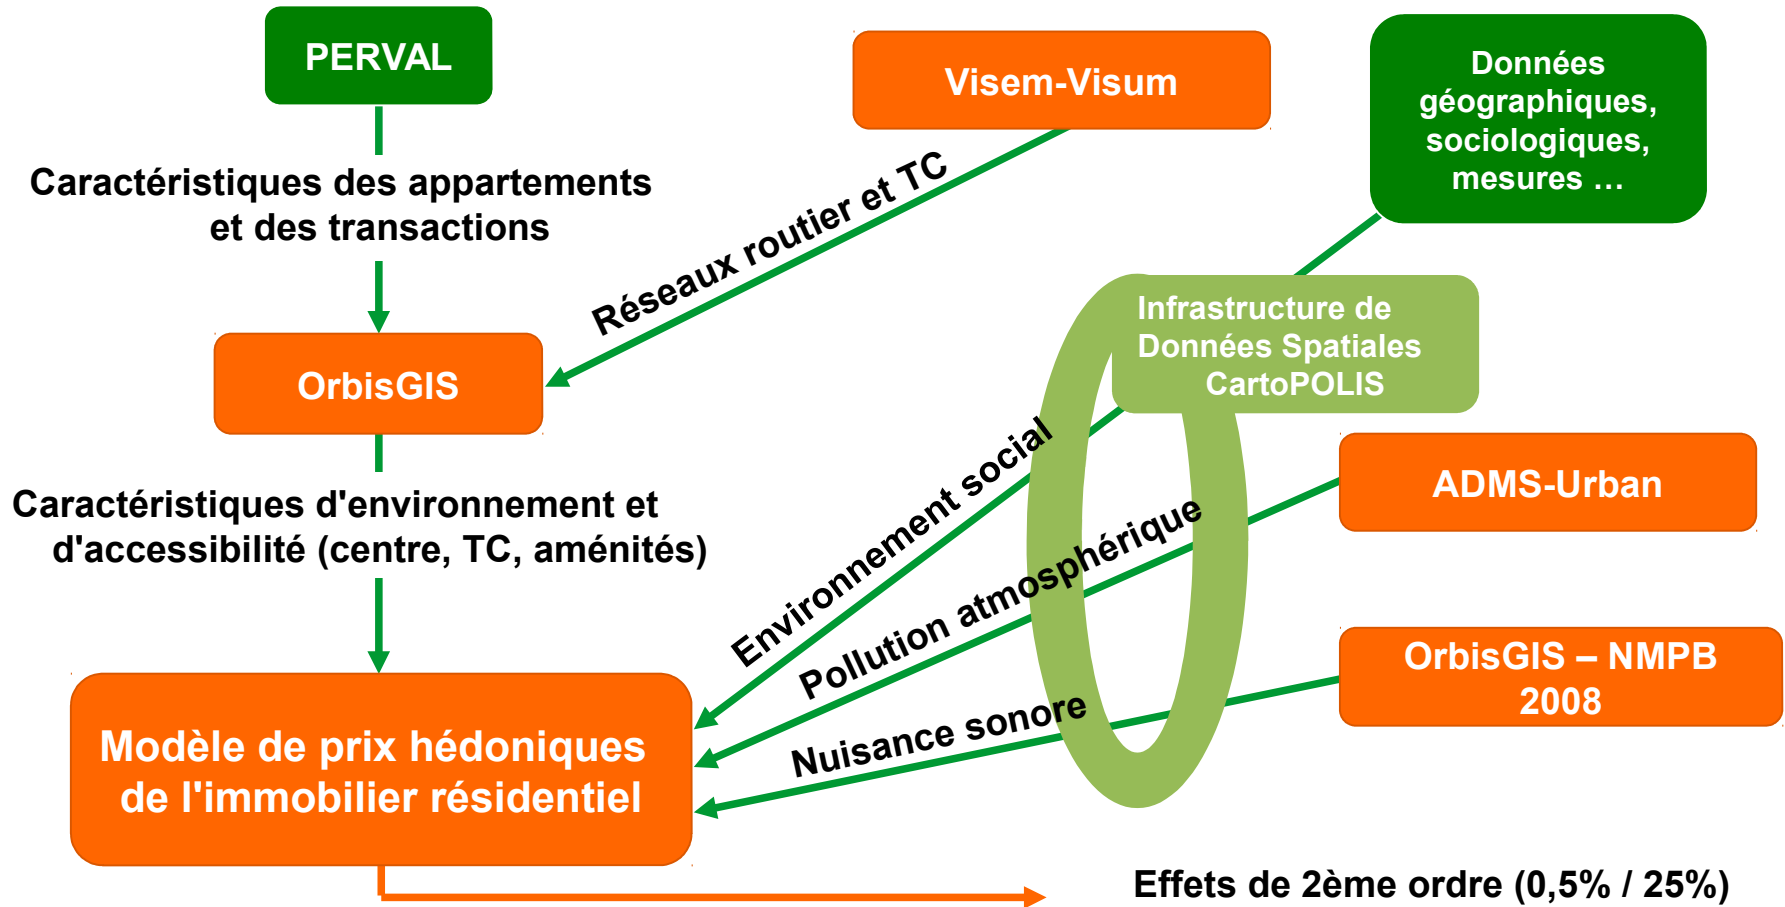 PERVAL
Visem-Visum
Données
géographiques,
sociologiques,
mesures …
Caractéristiques des appartements
et des transactions
Réseaux routier et TC
Infrastructure de
Données Spatiales
CartoPOLIS
OrbisGIS
ADMS-Urban
Caractéristiques d'environnement et
d'accessibilité (centre, TC, aménités)
Environnement social
Pollution atmosphérique
Nuisance sonore
OrbisGIS – NMPB
2008
Modèle de prix hédoniques
de l'immobilier résidentiel
Effets de 2ème ordre (0,5% / 25%)